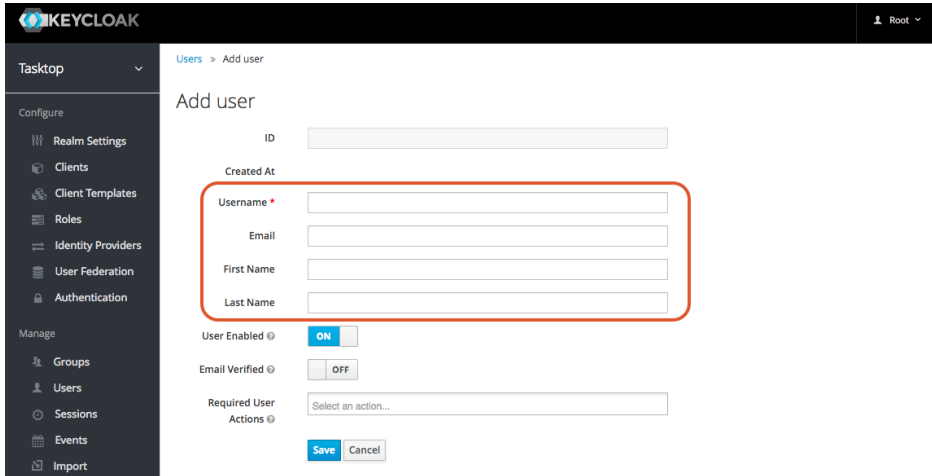 KEYCLOAK
Root
Tasktop
Users » Add user
Add user
Configure
Realm Settings
Clients
Client Templates
Roles
Identity Providers
User Federation
Authentication
Manage
Groups
Users
Sessions
Events
Import
ID
Created At
Username *
Email
First Name
Last Name
User Enabled
ON
Email Verified
OFF
Required User
Actions
Select an action...
Save Cancel